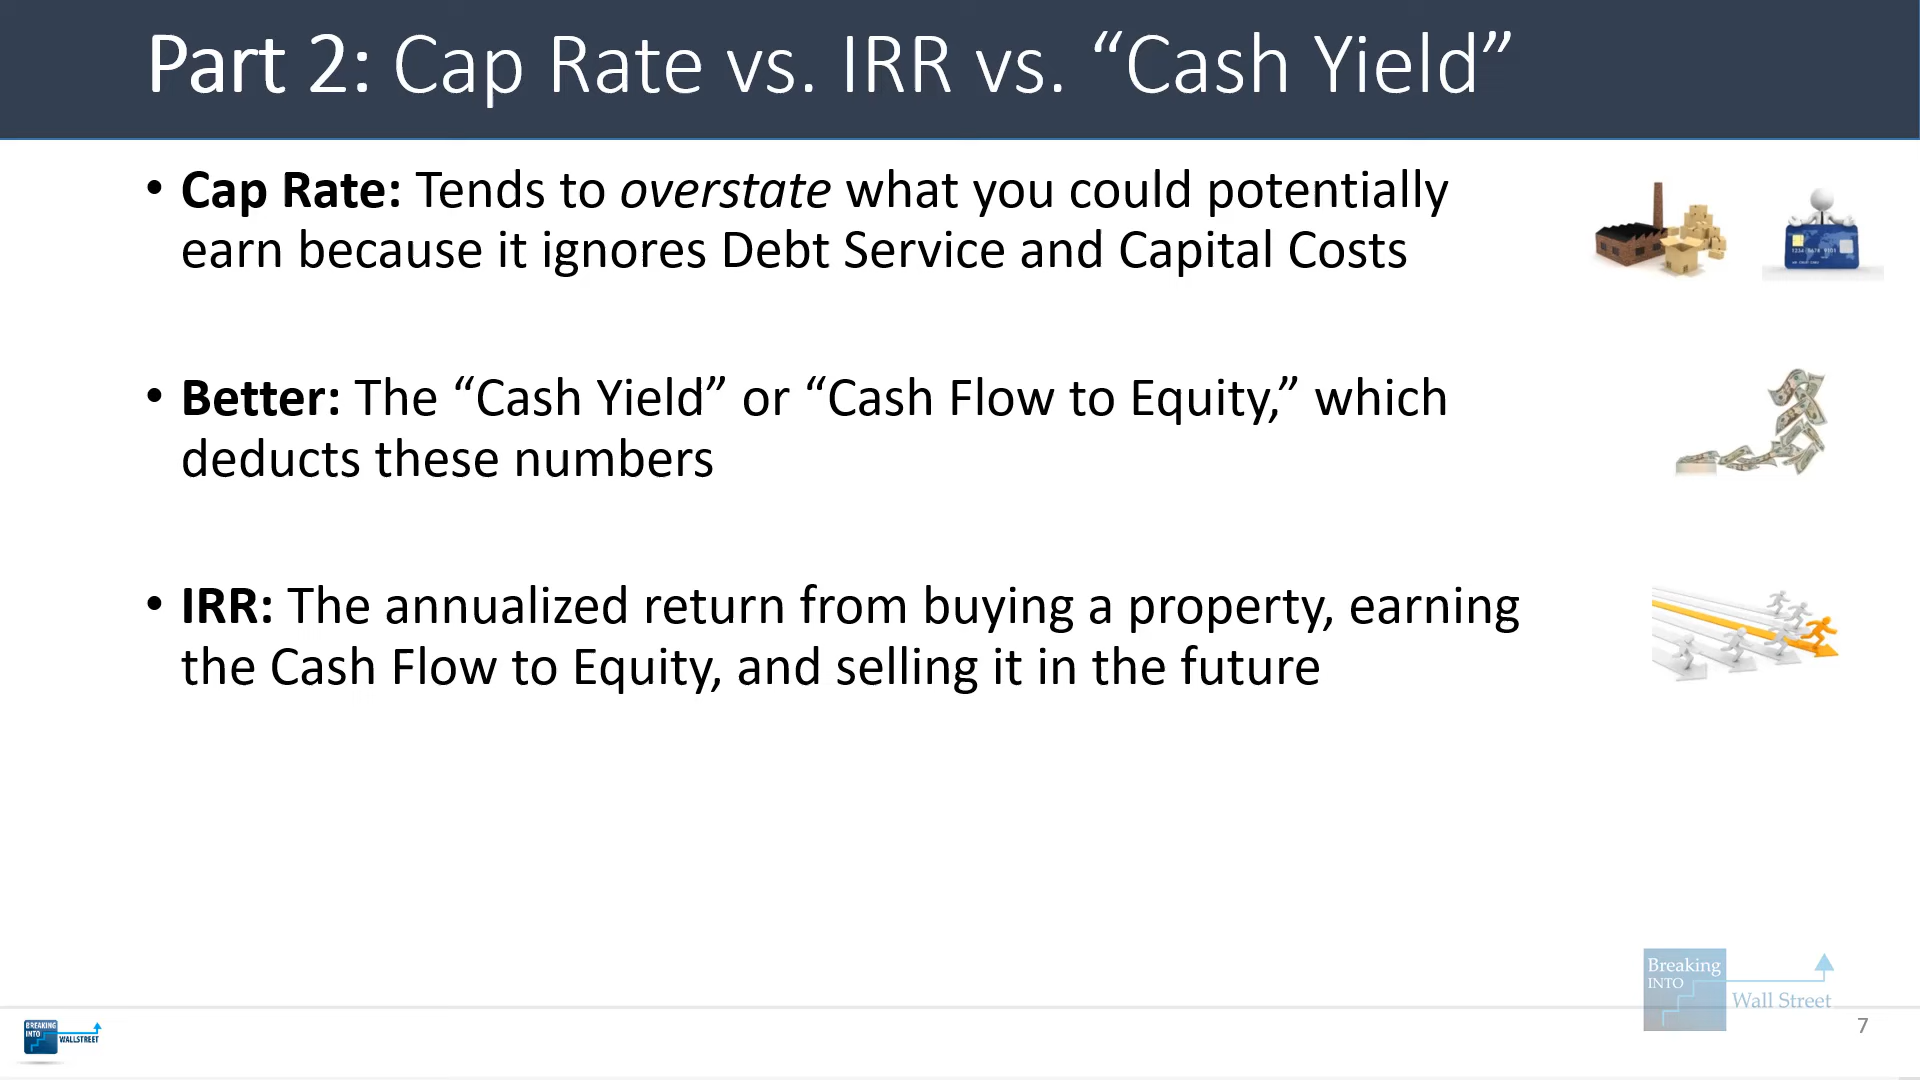 Part 2: Cap Rate vs. IRR vs. “Cash Yield”
• Cap Rate: Tends to overstate what you could potentially
earn because it ignores Debt Service and Capital Costs
• Better: The “Cash Yield” or “Cash Flow to Equity,” which
deducts these numbers
• IRR: The annualized return from buying a property, earning
the Cash Flow to Equity, and selling it in the future
Breaking
INTO
Wall Street
BREAKING
INTO
WALLSTREET
7